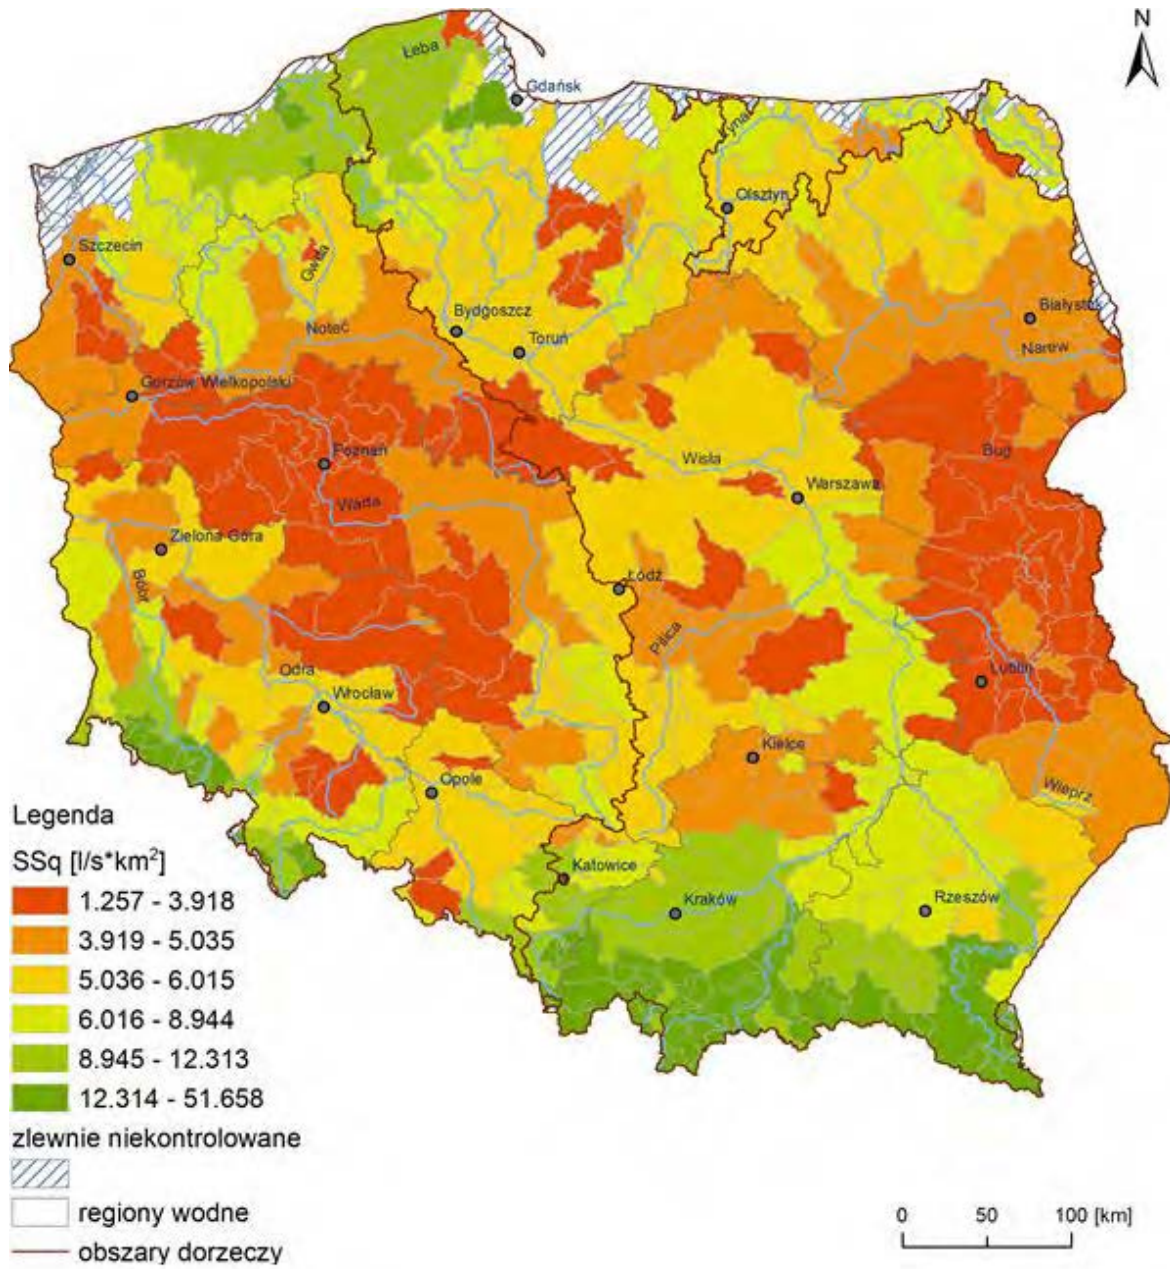 N
Łeba
Gdańsk
yna
Olsztyn
Szczecin
Gwda
Białystok
Bydgoszcz
Noteć
Toruń
Narew
Gorzów Wielkopolski
Poznań
Wisła
Bug
Warszawa
Warta
Zielona Góra
Łódź
Bóbr
Pilica
Lublin
Odra
Wrocław
Kielce
Opole
Wieprz
Legenda
SSq [l/s*km²]
Katowice
1.257 - 3.918
Kraków
Rzeszów
3.919 - 5.035
5.036 - 6.015
6.016 - 8.944
8.945 - 12.313
12.314 - 51.658
zlewnie niekontrolowane
regiony wodne
0 50 100 [km]
obszary dorzeczy